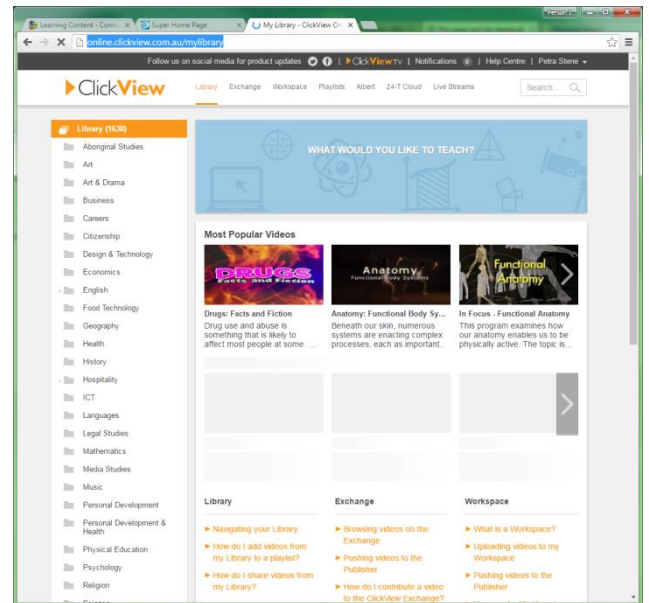 Learning Content - Conn
Super Home Page
My Library - ClickView On
online.clickview.com.au/mylibrary
Follow us on social media for product updates | ClickViewTV | Notifications 0 | Help Centre | Petra Stene
ClickView
Library Exchange Workspace Playlists Albert 24-7 Cloud Live Streams
Search...
Library (1630)
Aboriginal Studies
Art
Art & Drama
Business
Careers
Citizenship
Design & Technology
Economics
English
Food Technology
Geography
Health
History
Hospitality
ICT
Languages
Legal Studies
Mathematics
Media Studies
Music
Personal Development
Personal Development &
Health
Physical Education
Psychology
Religion
Science
WHAT WOULD YOU LIKE TO TEACH?
Most Popular Videos
DRUGS
Facts and Fiction
Anatomy
Functional Body Systems
Functional
Anatomy
Drugs: Facts and Fiction
Drug use and abuse is
something that is likely to
affect most people at some ...
Anatomy: Functional Body Sy...
Beneath our skin, numerous
systems are enacting complex
processes, each as important...
In Focus - Functional Anatomy
This program examines how
our anatomy enables us to be
physically active. The topic is...
Library
Navigating your Library
How do I add videos from
my Library to a playlist?
How do I share videos from
my Library?
Exchange
Browsing videos on the
Exchange
Pushing videos to the
Publisher
How do I contribute a video
to the ClickView Exchange?
Workspace
What is a Workspace?
Uploading videos to my
Workspace
Pushing videos to the
Publisher